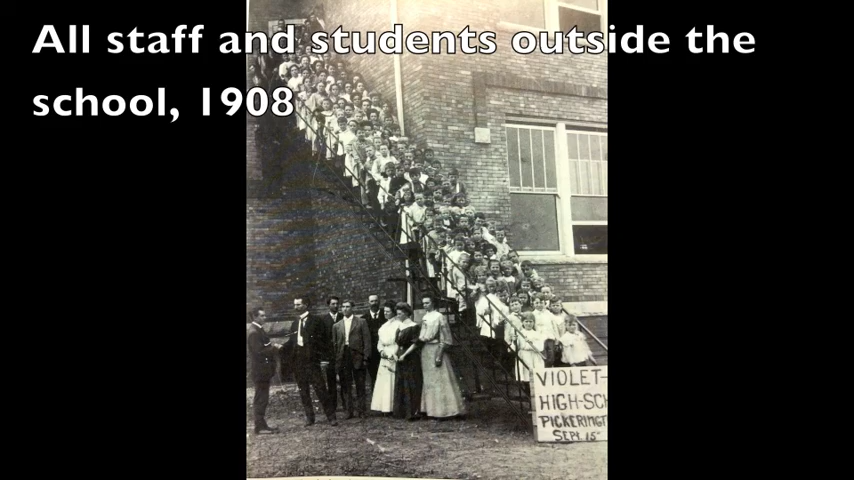 All staff and students outside the
school, 1908
VIOLET-
HIGH-SCH
PICKERINGT
SEPT. 15